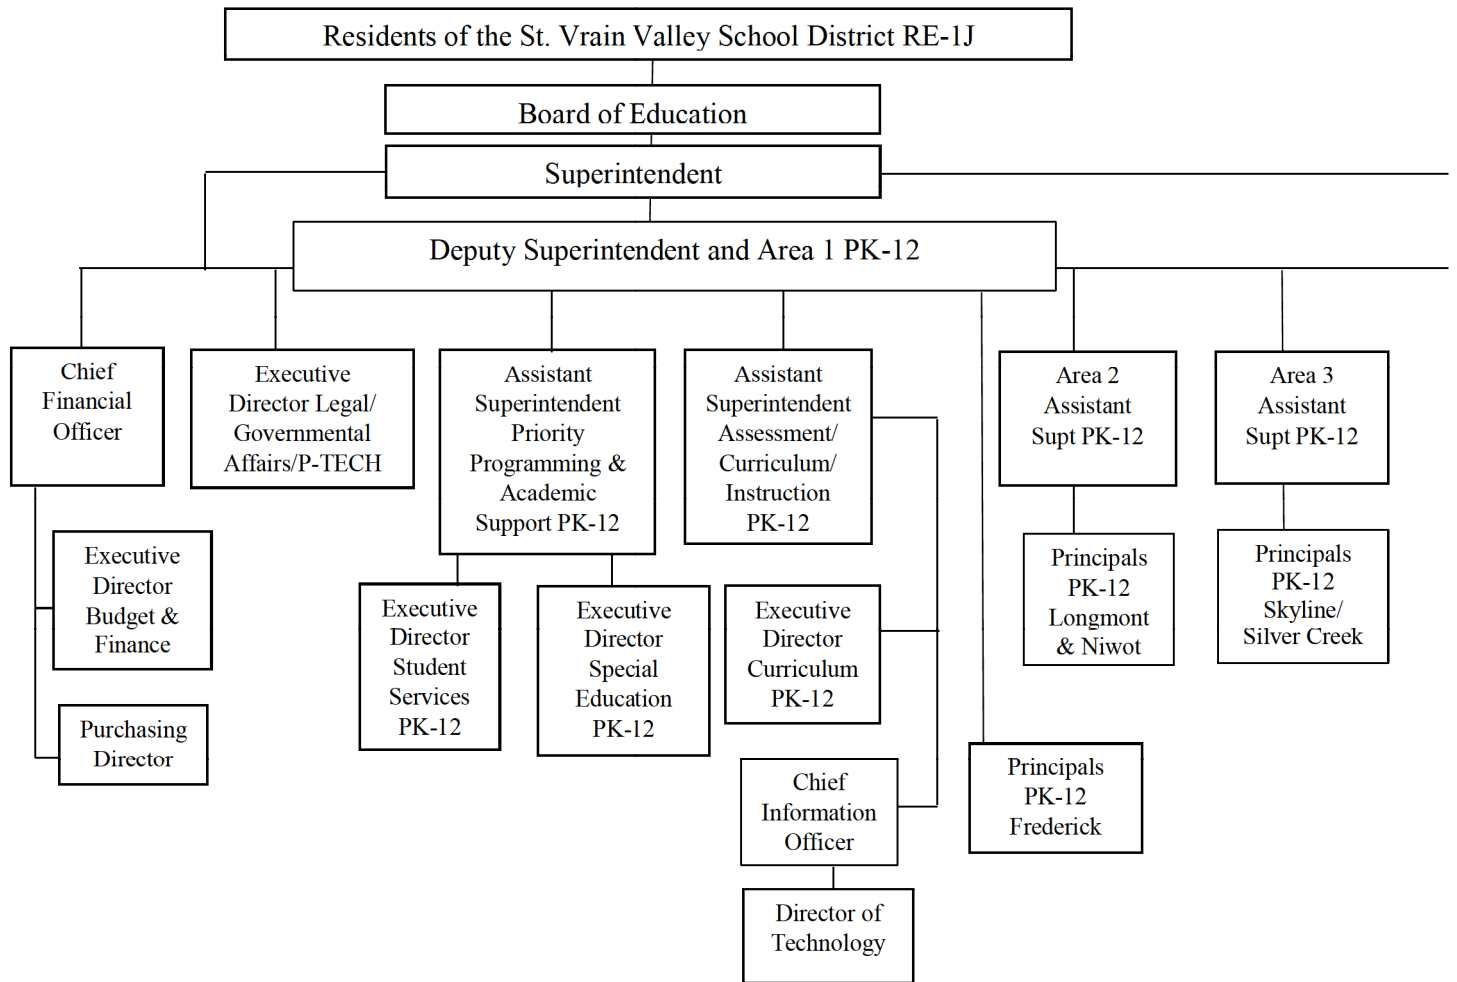 Residents of the St. Vrain Valley School District RE-1J
Board of Education
Superintendent
Deputy Superintendent and Area 1 PK-12
Chief
Financial
Officer
Executive
Director Legal/
Governmental
Affairs/P-TECH
Assistant
Superintendent
Priority
Programming &
Academic
Support PK-12
Assistant
Superintendent
Assessment/
Curriculum/
Instruction
PK-12
Area 2
Assistant
Supt PK-12
Area 3
Assistant
Supt PK-12
Executive
Director
Budget &
Finance
Executive
Director
Student
Services
PK-12
Executive
Director
Special
Education
PK-12
Executive
Director
Curriculum
PK-12
Principals
PK-12
Longmont
& Niwot
Principals
PK-12
Skyline/
Silver Creek
Purchasing
Director
Chief
Information
Officer
Principals
PK-12
Frederick
Director of
Technology